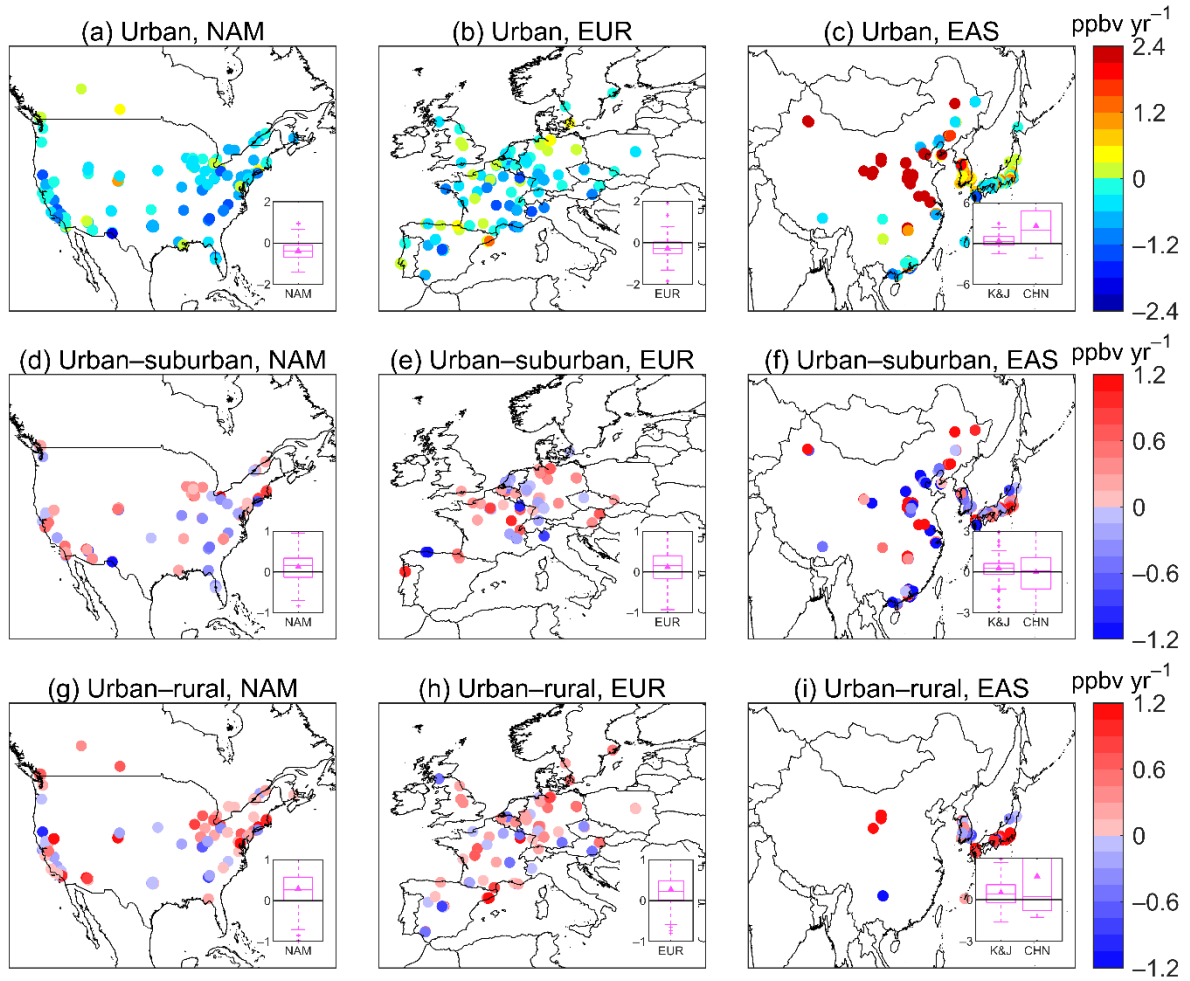 (a) Urban, NAM
(b) Urban, EUR
(c) Urban, EAS
ppbv yr⁻¹
2.4
1.2
0
−1.2
−2.4
2
0
−2
NAM
2
0
−2
EUR
6
0
−6
K&J CHN
(d) Urban−suburban, NAM
(e) Urban−suburban, EUR
(f) Urban−suburban, EAS
ppbv yr⁻¹
1.2
0.6
0
−0.6
−1.2
1
0
−1
NAM
1
0
−1
EUR
3
0
−3
K&J CHN
(g) Urban−rural, NAM
(h) Urban−rural, EUR
(i) Urban−rural, EAS
ppbv yr⁻¹
1.2
0.6
0
−0.6
−1.2
1
0
−1
NAM
1
0
−1
EUR
3
0
−3
K&J CHN